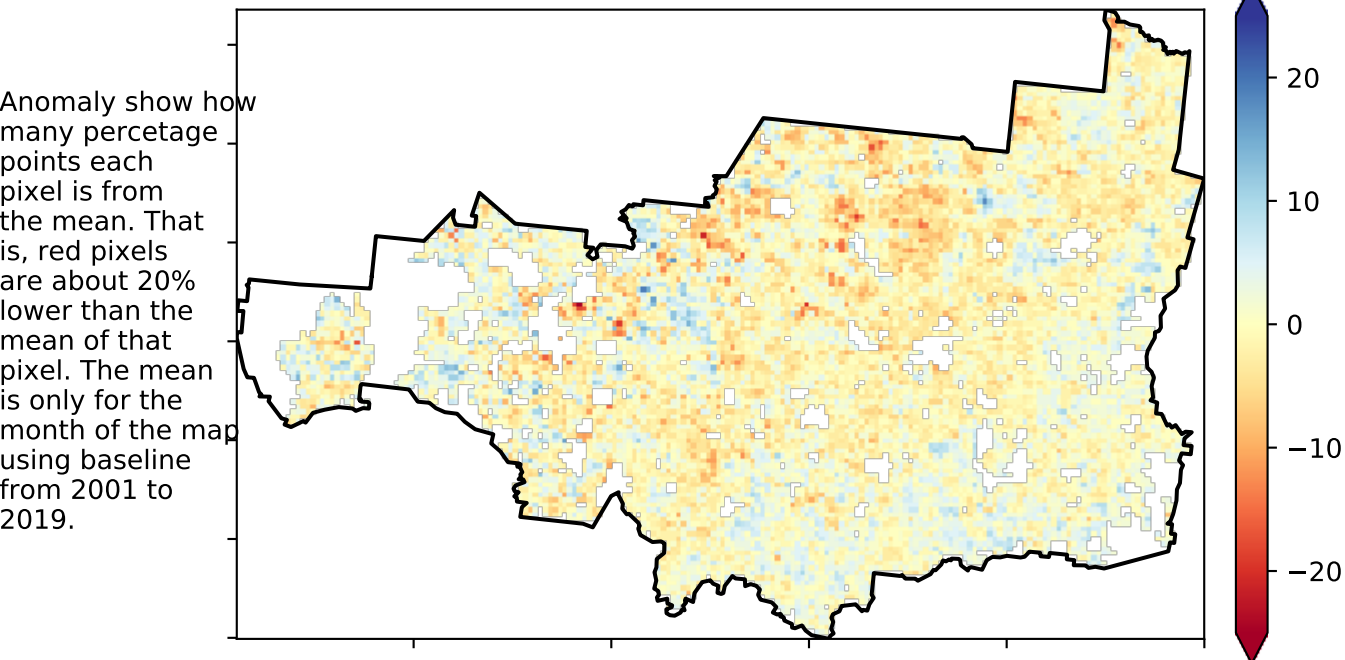 Anomaly show how
many percetage
points each
pixel is from
the mean. That
is, red pixels
are about 20%
lower than the
mean of that
pixel. The mean
is only for the
month of the map
using baseline
from 2001 to
2019.
20
10
0
−10
−20